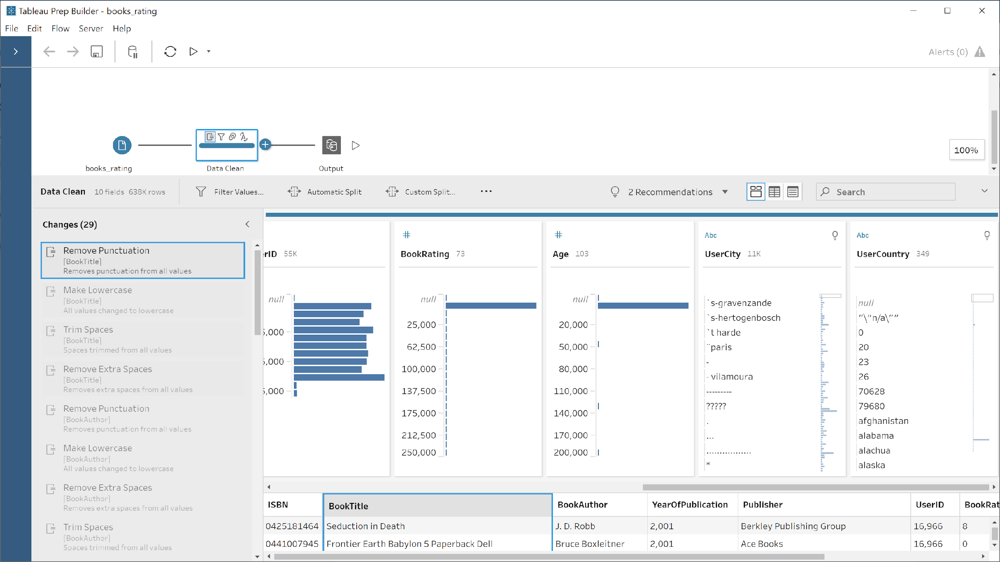 Tableau Prep Builder - books_rating
File Edit Flow Server Help
Alerts (0)
100%
books_rating
Data Clean
Output
Data Clean 10 fields 638K rows
Filter Values...
Automatic Split
Custom Split...
2 Recommendations
Search
Changes (29)
Remove Punctuation
[BookTitle]
Removes punctuation from all values
Make Lowercase
[BookTitle]
All values changed to lowercase
Trim Spaces
[BookTitle]
Spaces trimmed from all values
Remove Extra Spaces
[BookTitle]
Removes extra spaces from all values
Remove Punctuation
[BookAuthor]
Removes punctuation from all values
Make Lowercase
[BookAuthor]
All values changed to lowercase
Remove Extra Spaces
[BookAuthor]
Removes extra spaces from all values
Trim Spaces
[BookAuthor]
Spaces trimmed from all values
rID 55K
null
5,000
5,000
5,000
#
BookRating 73
null
25,000
62,500
100,000
137,500
175,000
212,500
250,000
#
Age 103
null
20,000
50,000
80,000
110,000
140,000
170,000
200,000
Abc
UserCity 11K
`s-gravenzande
`s-hertogenbosch
`t harde
¨paris
-
- vilamoura
---------
?????
.
...
.................
*
Abc
UserCountry 349
null
"\"n/a\""
0
20
23
26
70628
79680
afghanistan
alabama
alachua
alaska
ISBN BookTitle BookAuthor YearOfPublication Publisher UserID BookRat
0425181464 Seduction in Death J. D. Robb 2,001 Berkley Publishing Group 16,966 8
0441007945 Frontier Earth Babylon 5 Paperback Dell Bruce Boxleitner 2,001 Ace Books 16,966 0